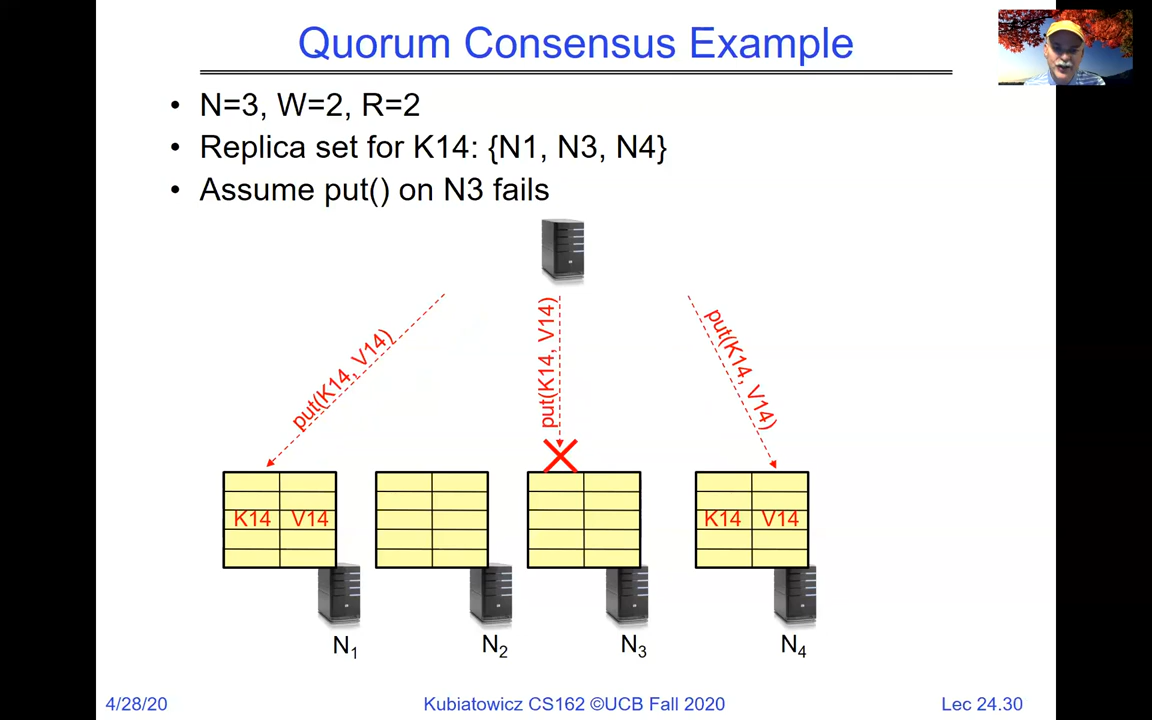 Quorum Consensus Example
• N=3, W=2, R=2
• Replica set for K14: {N1, N3, N4}
• Assume put() on N3 fails
put(K14, V14)
put(K14, V14)
put(K14, V14)
K14 V14
K14 V14
N1
N2
N3
N4
4/28/20
Kubiatowicz CS162 ©UCB Fall 2020
Lec 24.30